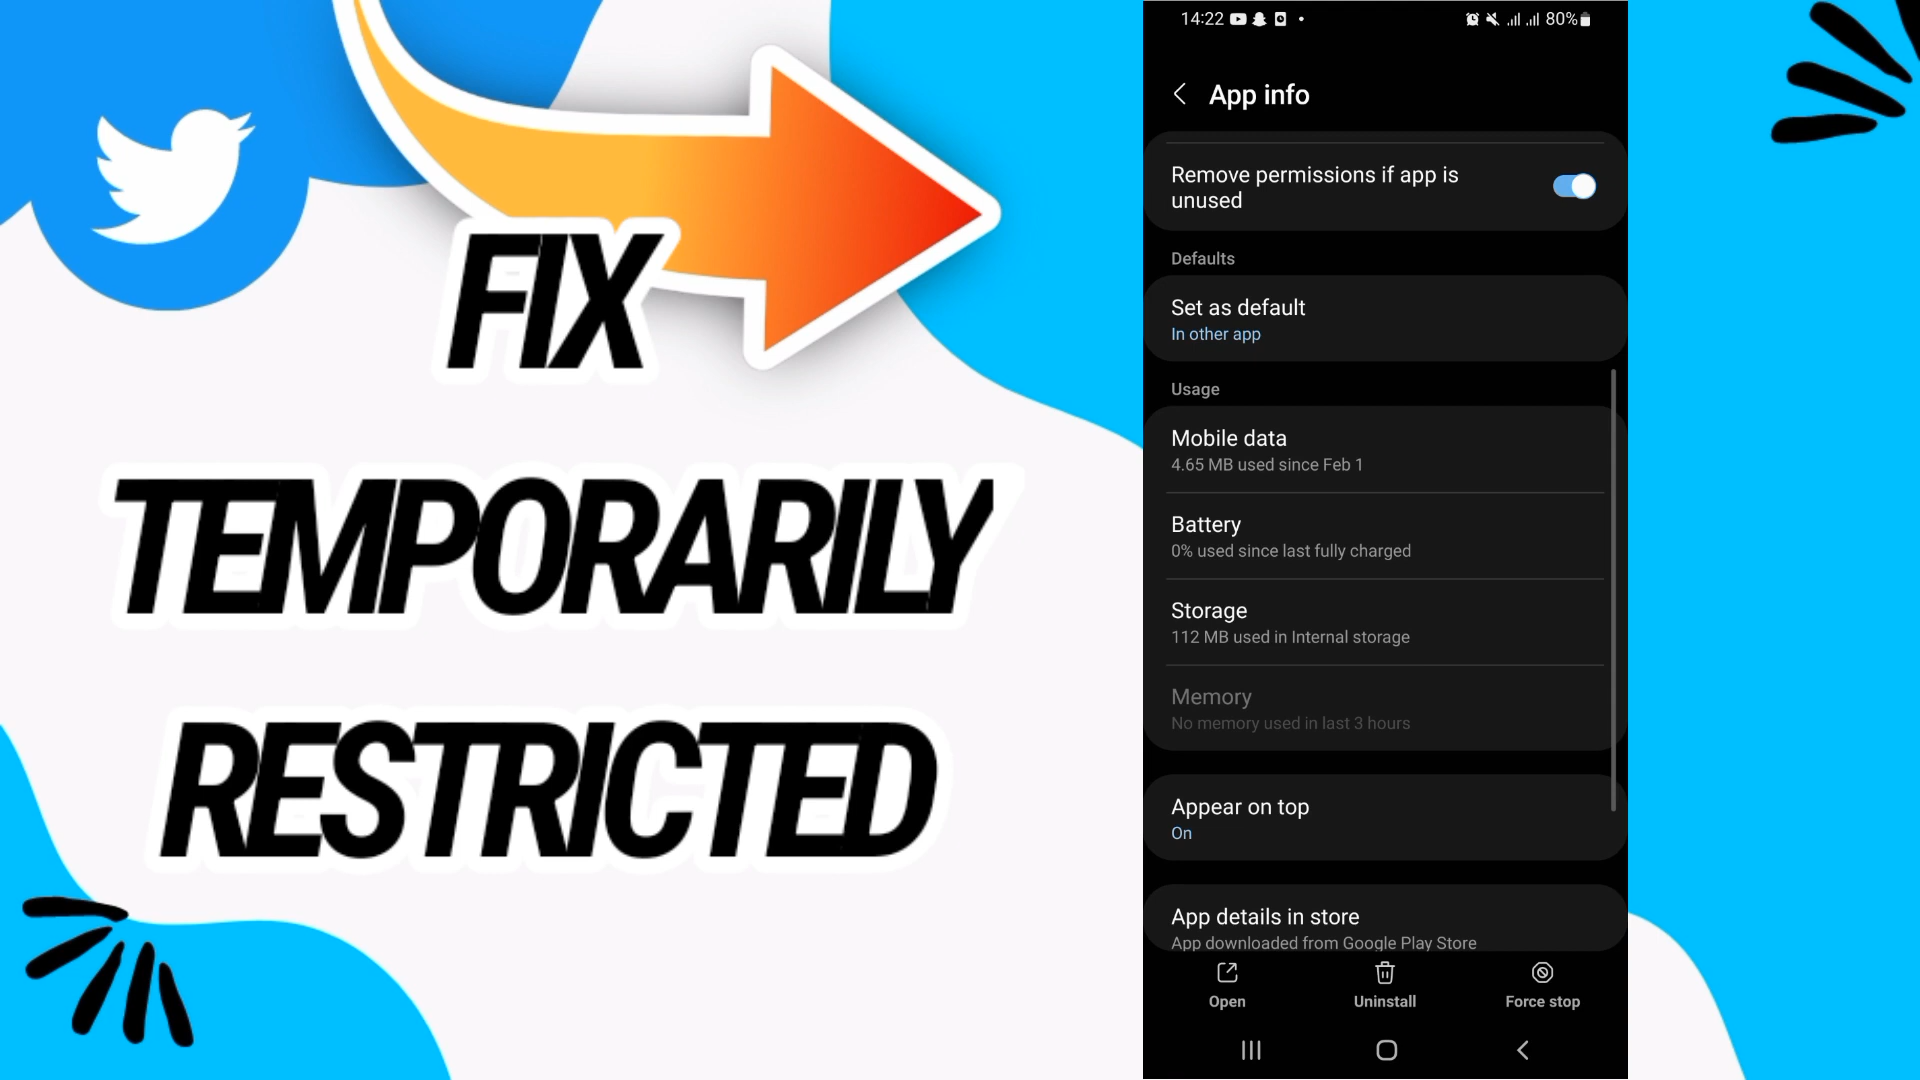 FIX
TEMPORARILY
RESTRICTED
14:22
80%
App info
Remove permissions if app is
unused
Defaults
Set as default
In other app
Usage
Mobile data
4.65 MB used since Feb 1
Battery
0% used since last fully charged
Storage
112 MB used in Internal storage
Memory
No memory used in last 3 hours
Appear on top
On
App details in store
App downloaded from Google Play Store
Open
Uninstall
Force stop